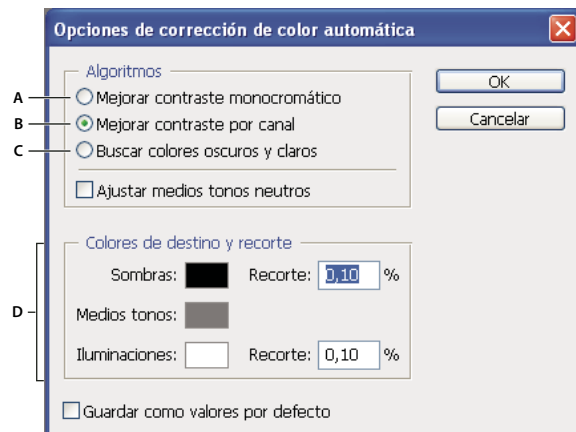 Opciones de corrección de color automática
Algoritmos
OK
A Mejorar contraste monocromático
B Mejorar contraste por canal
Cancelar
C Buscar colores oscuros y claros
Ajustar medios tonos neutros
Colores de destino y recorte
Sombras: Recorte: 0,10 %
D Medios tonos:
Iluminaciones: Recorte: 0,10 %
Guardar como valores por defecto